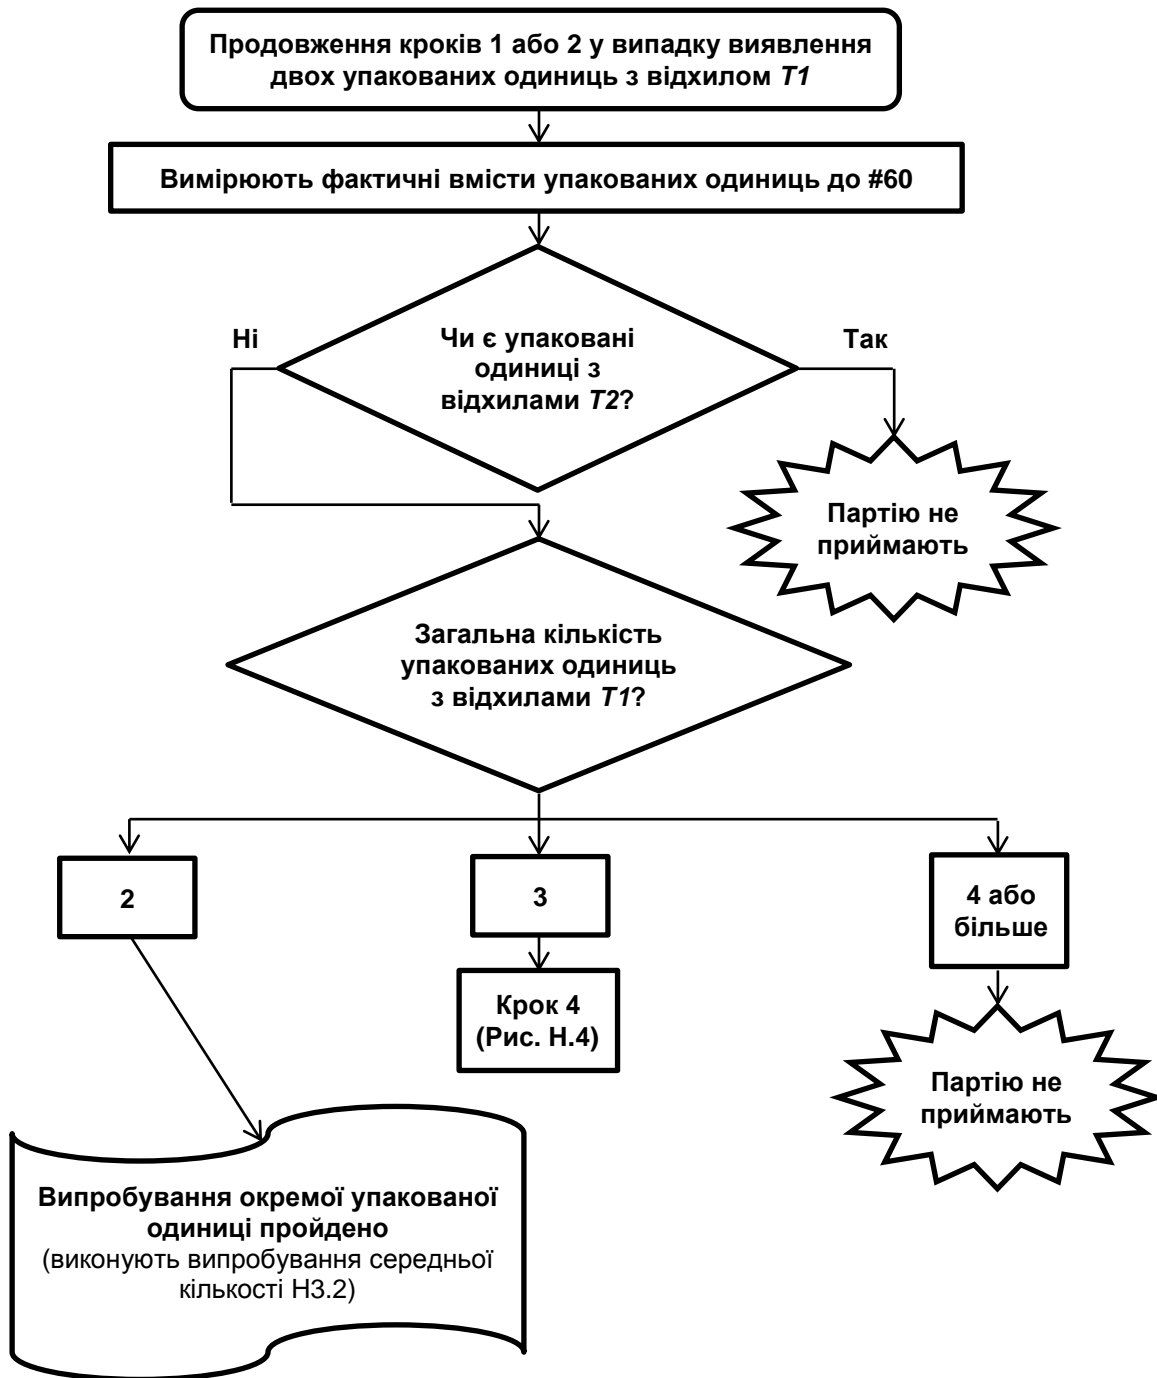 Продовження кроків 1 або 2 у випадку виявлення
двох упакованих одиниць з відхилом T1
Вимірюють фактичні вмісти упакованих одиниць до #60
Ні
Чи є упаковані
одиниці з
відхилами T2?
Так
Партію не
приймають
Загальна кількість
упакованих одиниць
з відхилами T1?
2
3
4 або
більше
Крок 4
(Рис. Н.4)
Партію не
приймають
Випробування окремої упакованої
одиниці пройдено
(виконують випробування середньої
кількості Н3.2)